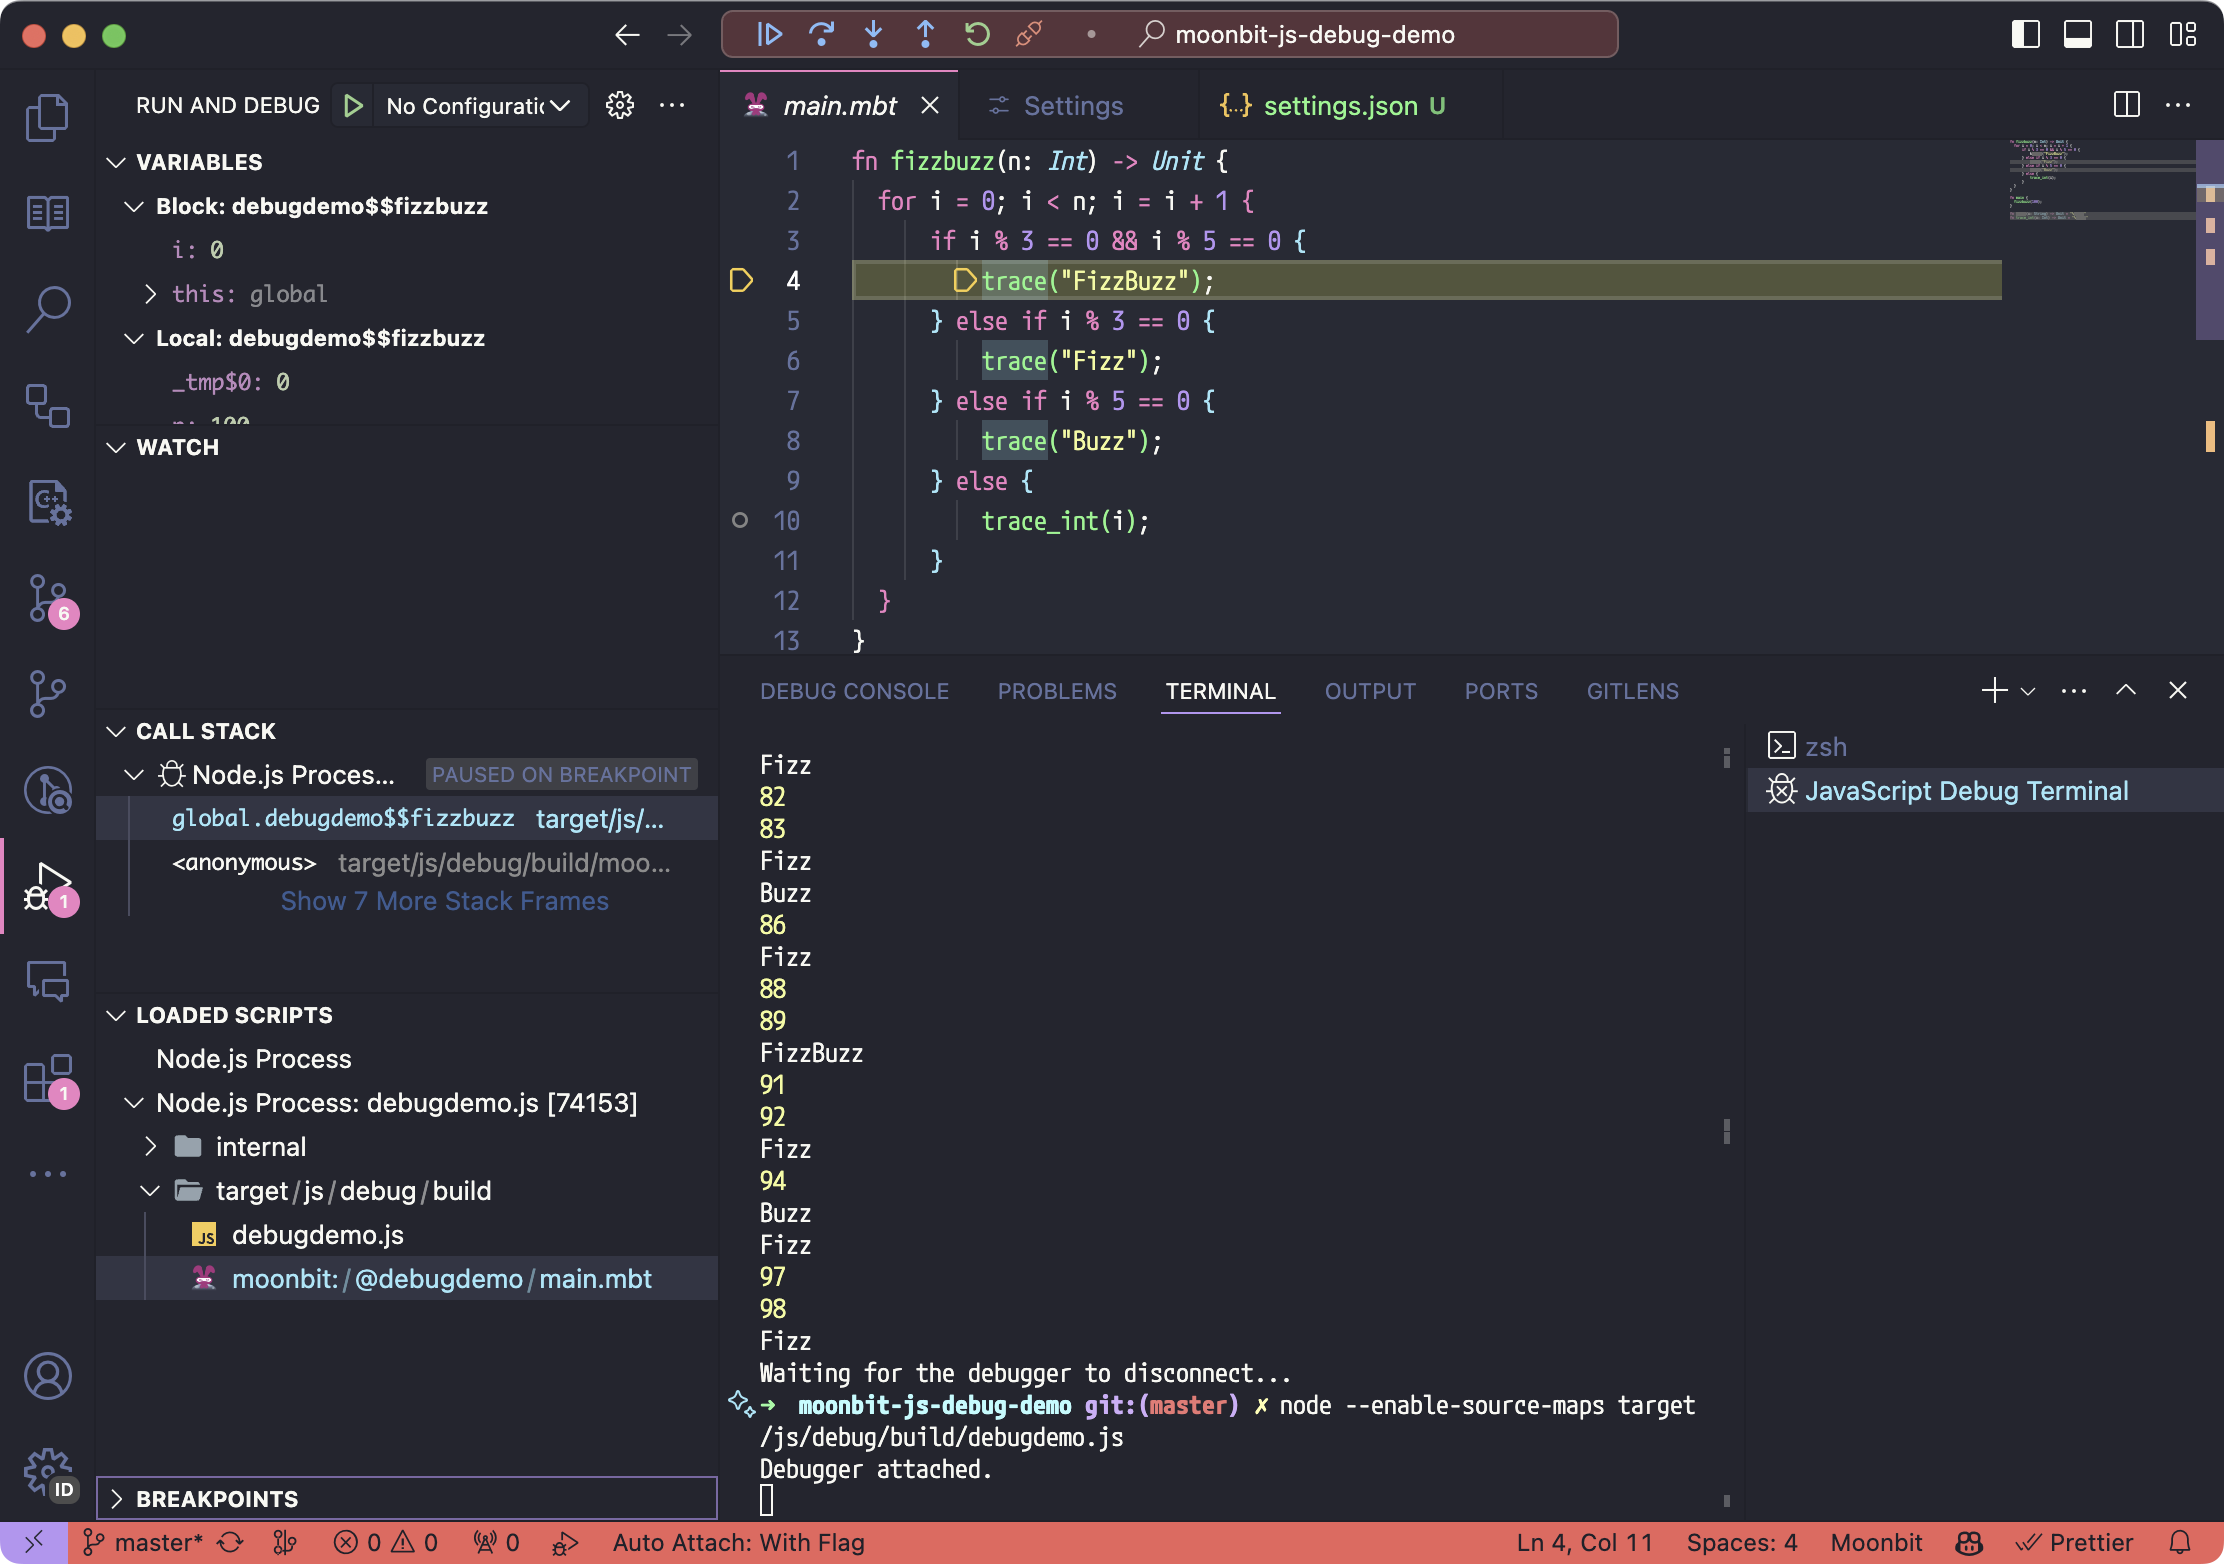 moonbit-js-debug-demo
RUN AND DEBUG
No Configuratic
main.mbt
Settings
settings.json U
VARIABLES
Block: debugdemo$$fizzbuzz
i: 0
this: global
Local: debugdemo$$fizzbuzz
_tmp$0: 0
n: 100
WATCH
CALL STACK
Node.js Proces... PAUSED ON BREAKPOINT
global.debugdemo$$fizzbuzz target/js/...
<anonymous> target/js/debug/build/moo...
Show 7 More Stack Frames
LOADED SCRIPTS
Node.js Process
Node.js Process: debugdemo.js [74153]
internal
target/js/debug/build
JS debugdemo.js
moonbit:/@debugdemo/main.mbt
BREAKPOINTS
C++
6
1
1
ID
1 fn fizzbuzz(n: Int) -> Unit {
2 for i = 0; i < n; i = i + 1 {
3 if i % 3 == 0 && i % 5 == 0 {
4 trace("FizzBuzz");
5 } else if i % 3 == 0 {
6 trace("Fizz");
7 } else if i % 5 == 0 {
8 trace("Buzz");
9 } else {
10 trace_int(i);
11 }
12 }
13 }
DEBUG CONSOLE PROBLEMS TERMINAL OUTPUT PORTS GITLENS
Fizz
82
83
Fizz
Buzz
86
Fizz
88
89
FizzBuzz
91
92
Fizz
94
Buzz
Fizz
97
98
Fizz
Waiting for the debugger to disconnect...
➜ moonbit-js-debug-demo git:(master) ✗ node --enable-source-maps target
/js/debug/build/debugdemo.js
Debugger attached.
zsh
JavaScript Debug Terminal
master* 0 0 0 Auto Attach: With Flag Ln 4, Col 11 Spaces: 4 Moonbit Prettier